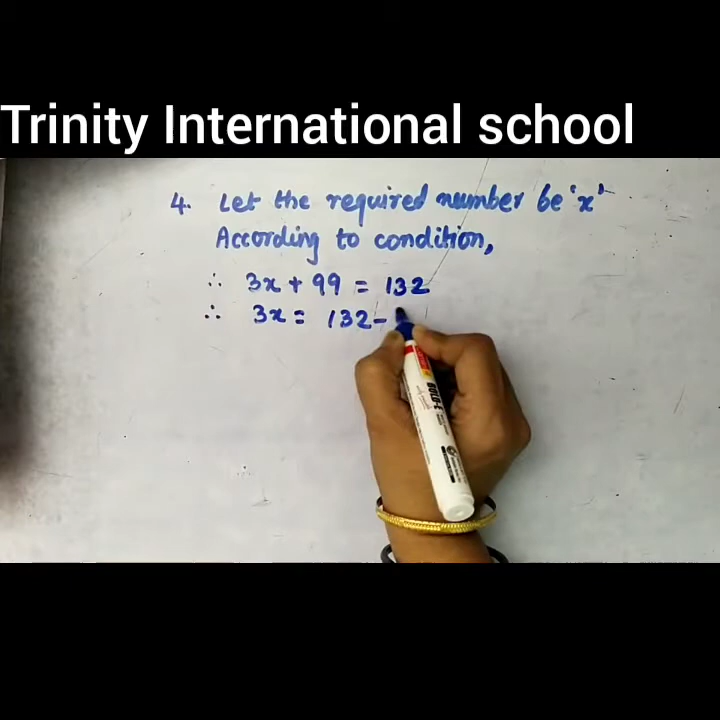 Trinity International school
4. Let the required number be 'x'
According to condition,
∴ 3x + 99 = 132
∴ 3x = 132 -